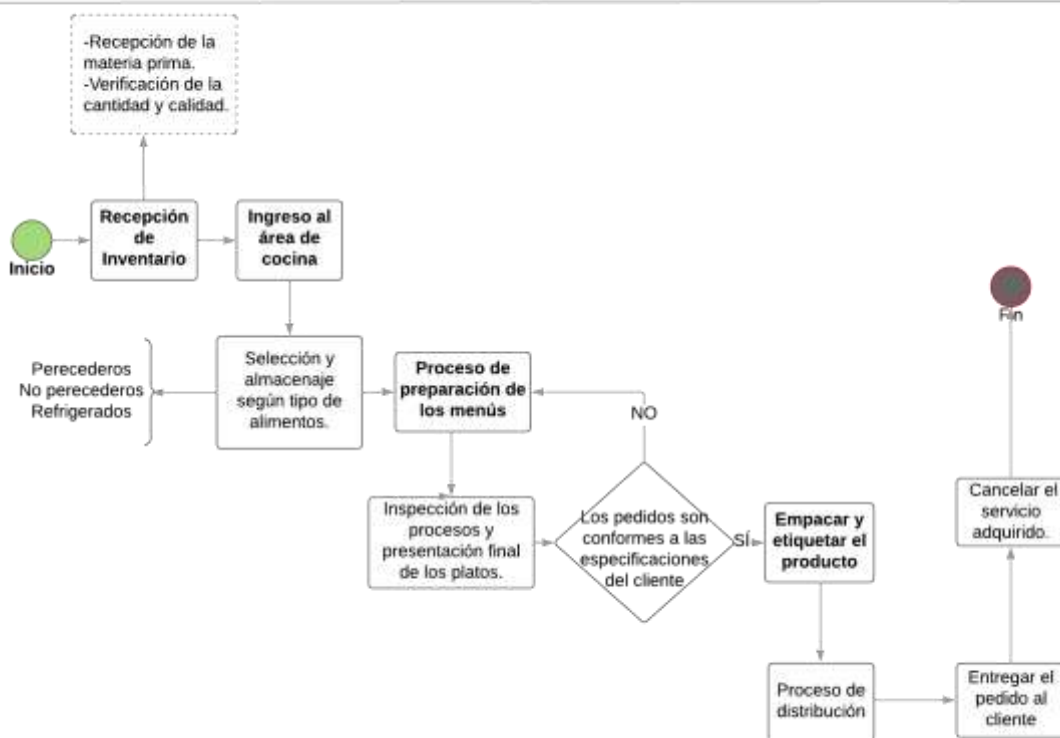 -Recepción de la
materia prima.
-Verificación de la
cantidad y calidad.
Inicio
Recepción
de
Inventario
Ingreso al
área de
cocina
Perecederos
No perecederos
Refrigerados
Selección y
almacenaje
según tipo de
alimentos.
Proceso de
preparación de
los menús
NO
Inspección de los
procesos y
presentación final
de los platos.
Los pedidos son
conformes a las
especificaciones
del cliente
SÍ
Empacar y
etiquetar el
producto
Proceso de
distribución
Entregar el
pedido al
cliente
Cancelar el
servicio
adquirido.
Fin